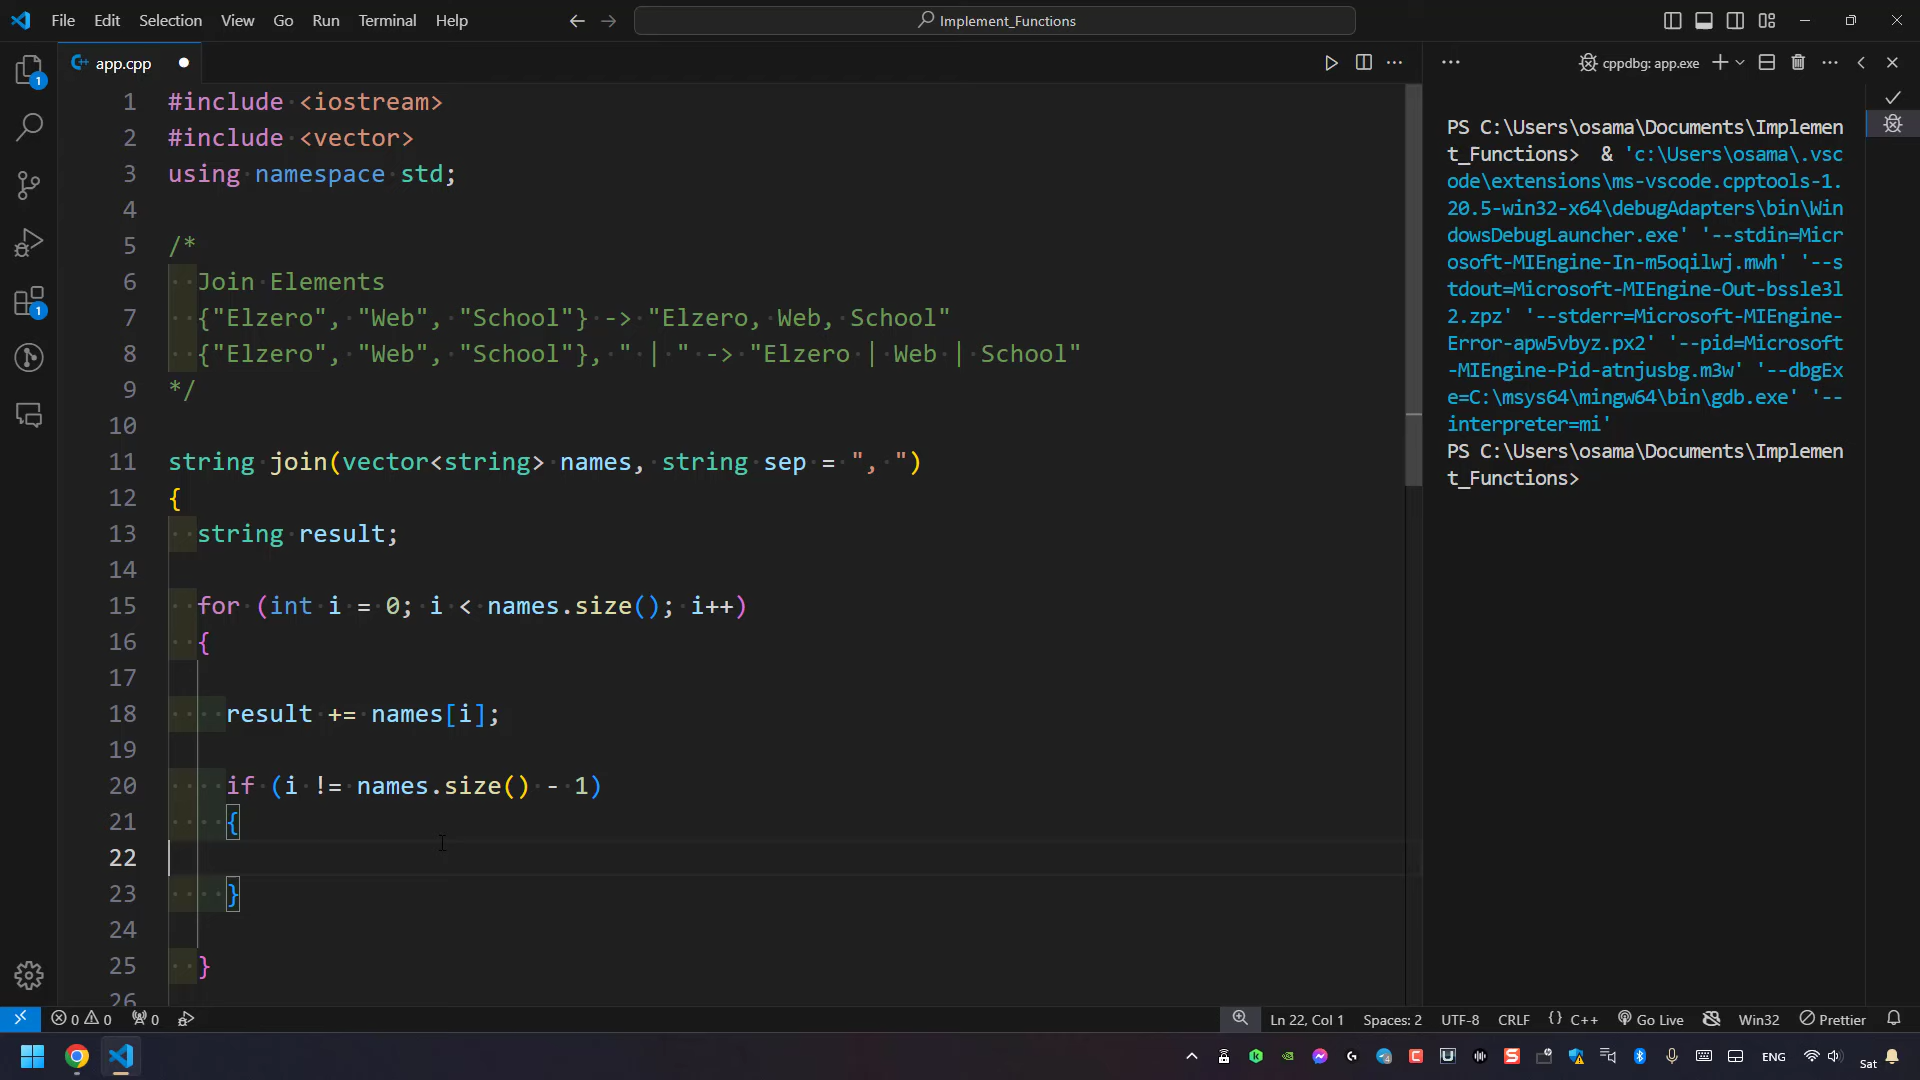 File Edit Selection View Go Run Terminal Help
Implement_Functions
app.cpp
cppdbg: app.exe
1 #include <iostream>
2 #include <vector>
3 using namespace std;
4
5 /*
6 Join Elements
7 {"Elzero", "Web", "School"} -> "Elzero, Web, School"
8 {"Elzero", "Web", "School"}, " | " -> "Elzero | Web | School"
9 */
10
11 string join(vector<string> names, string sep = ", ")
12 {
13 string result;
14
15 for (int i = 0; i < names.size(); i++)
16 {
17
18 result += names[i];
19
20 if (i != names.size() - 1)
21 {
22
23 }
24
25 }
26
PS C:\Users\osama\Documents\Implemen
t_Functions>  & 'c:\Users\osama\.vsc
ode\extensions\ms-vscode.cpptools-1.
20.5-win32-x64\debugAdapters\bin\Win
dowsDebugLauncher.exe' '--stdin=Micr
osoft-MIEngine-In-m5oqilwj.mwh' '--s
tdout=Microsoft-MIEngine-Out-bssle3l
2.zpz' '--stderr=Microsoft-MIEngine-
Error-apw5vbyz.px2' '--pid=Microsoft
-MIEngine-Pid-atnjusbg.m3w' '--dbgEx
e=C:\msys64\mingw64\bin\gdb.exe' '--
interpreter=mi'
PS C:\Users\osama\Documents\Implemen
t_Functions>
1
1
0 0 0
Ln 22, Col 1 Spaces: 2 UTF-8 CRLF {} C++ Go Live Win32 Prettier
ENG
Sat